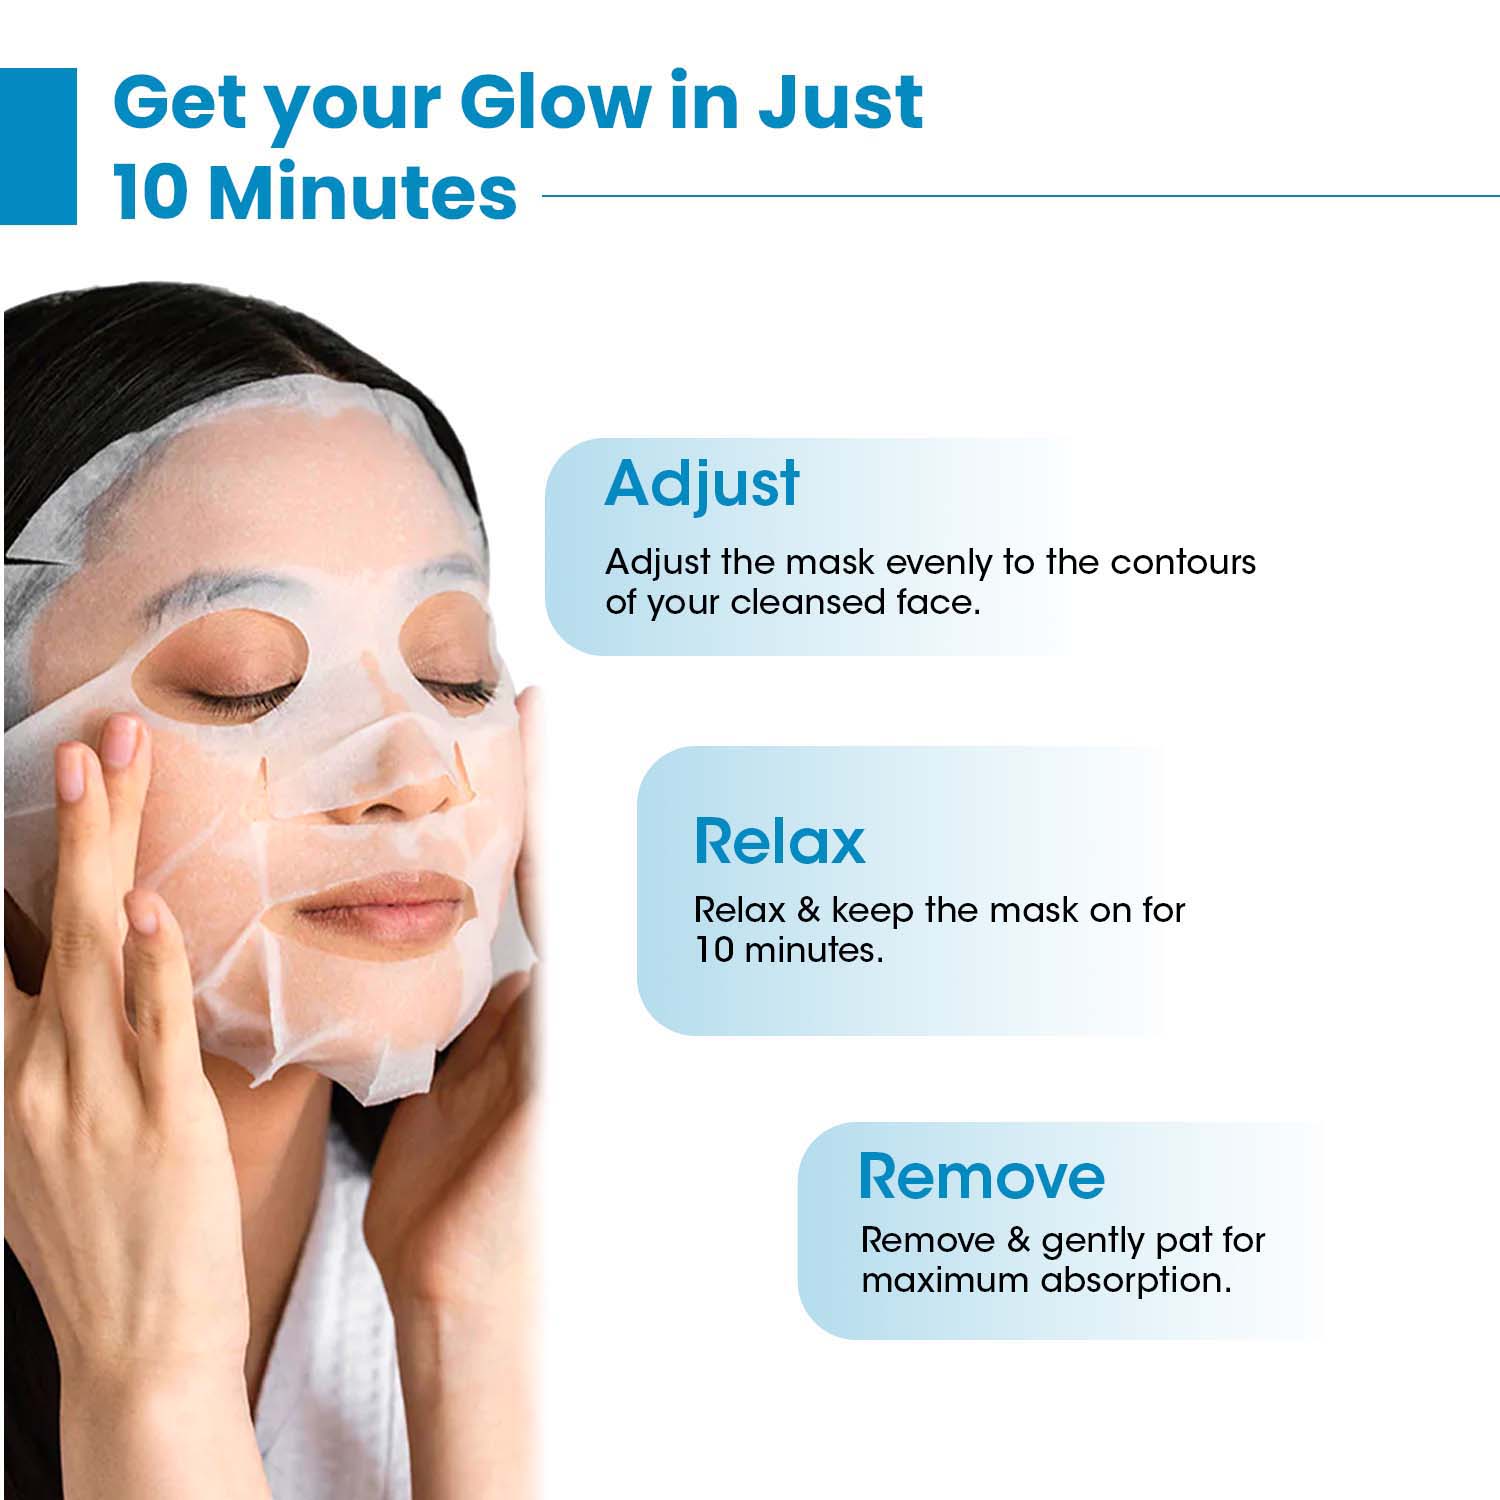 Get your Glow in Just
10 Minutes
Adjust
Adjust the mask evenly to the contours
of your cleansed face.
Relax
Relax & keep the mask on for
10 minutes.
Remove
Remove & gently pat for
maximum absorption.